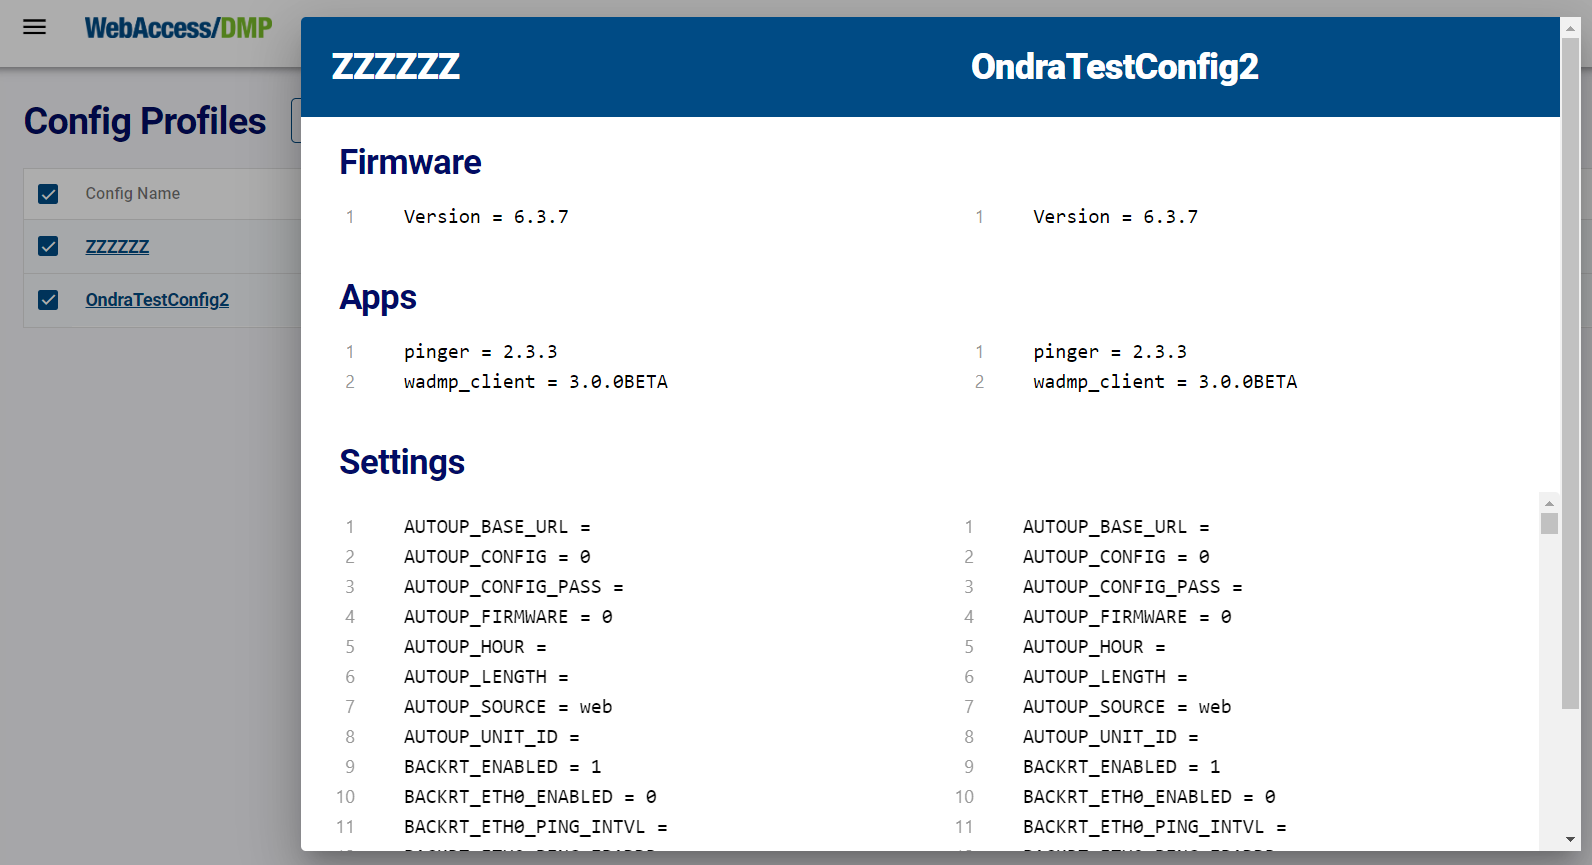 WebAccess/DMP
Config Profiles
Config Name
ZZZZZZ
OndraTestConfig2
ZZZZZZ OndraTestConfig2
Firmware
1 Version = 6.3.7 1 Version = 6.3.7
Apps
1 pinger = 2.3.3 1 pinger = 2.3.3
2 wadmp_client = 3.0.0BETA 2 wadmp_client = 3.0.0BETA
Settings
1 AUTOUP_BASE_URL = 1 AUTOUP_BASE_URL =
2 AUTOUP_CONFIG = 0 2 AUTOUP_CONFIG = 0
3 AUTOUP_CONFIG_PASS = 3 AUTOUP_CONFIG_PASS =
4 AUTOUP_FIRMWARE = 0 4 AUTOUP_FIRMWARE = 0
5 AUTOUP_HOUR = 5 AUTOUP_HOUR =
6 AUTOUP_LENGTH = 6 AUTOUP_LENGTH =
7 AUTOUP_SOURCE = web 7 AUTOUP_SOURCE = web
8 AUTOUP_UNIT_ID = 8 AUTOUP_UNIT_ID =
9 BACKRT_ENABLED = 1 9 BACKRT_ENABLED = 1
10 BACKRT_ETH0_ENABLED = 0 10 BACKRT_ETH0_ENABLED = 0
11 BACKRT_ETH0_PING_INTVL = 11 BACKRT_ETH0_PING_INTVL =